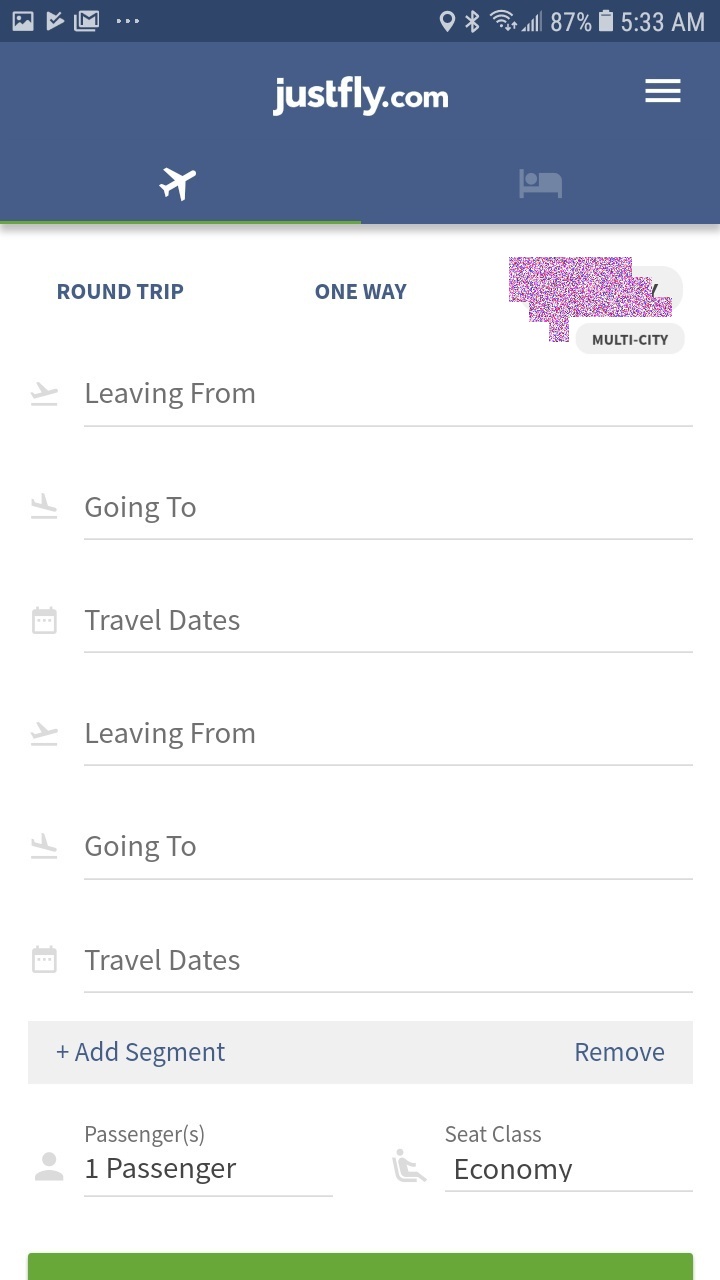 87% 5:33 AM
justfly.com
ROUND TRIP ONE WAY
MULTI-CITY
Leaving From
Going To
Travel Dates
Leaving From
Going To
Travel Dates
+ Add Segment Remove
Passenger(s) Seat Class
1 Passenger Economy